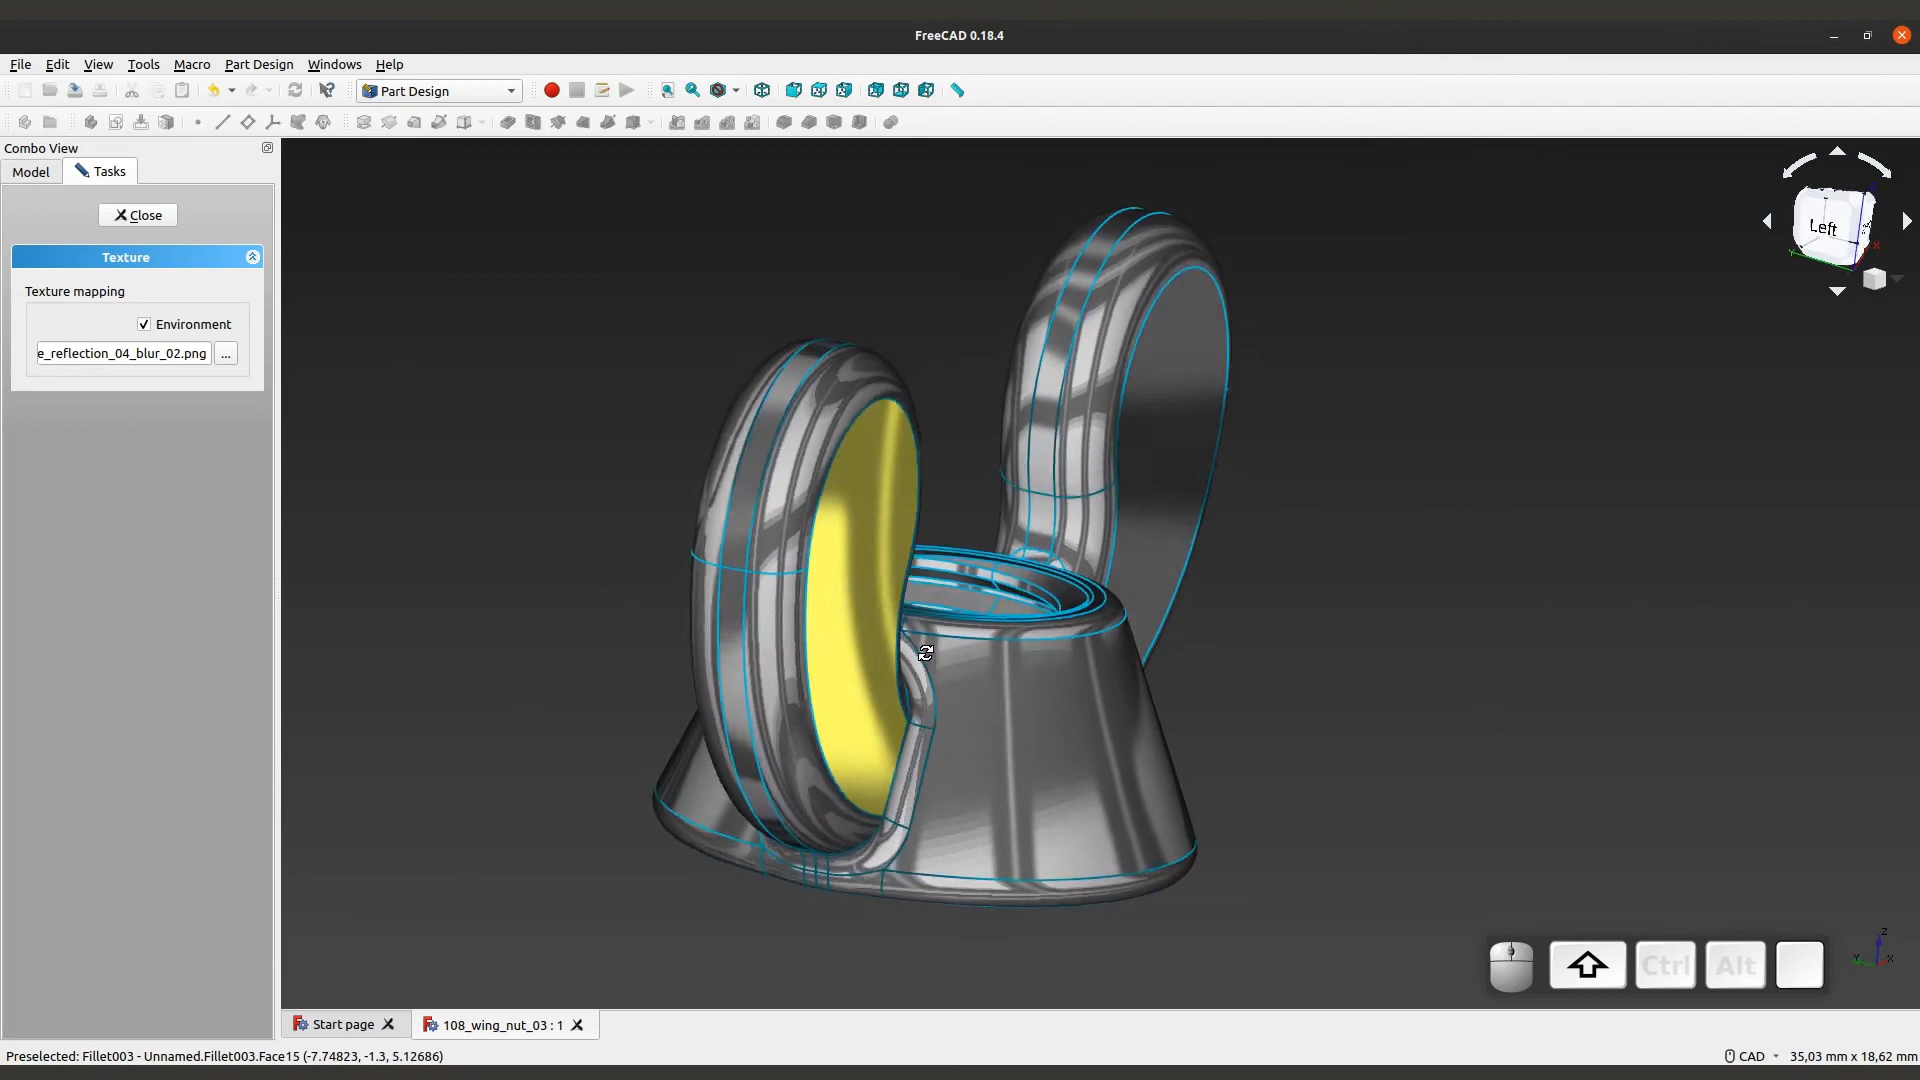 FreeCAD 0.18.4
File Edit View Tools Macro Part Design Windows Help
Part Design
Combo View
Model Tasks
Close
Texture
Texture mapping
Environment
e_reflection_04_blur_02.png ...
Left
Z
Y X
Ctrl Alt
Start page 108_wing_nut_03 : 1
Preselected: Fillet003 - Unnamed.Fillet003.Face15 (-7.74823, -1.3, 5.12686) CAD 35,03 mm x 18,62 mm